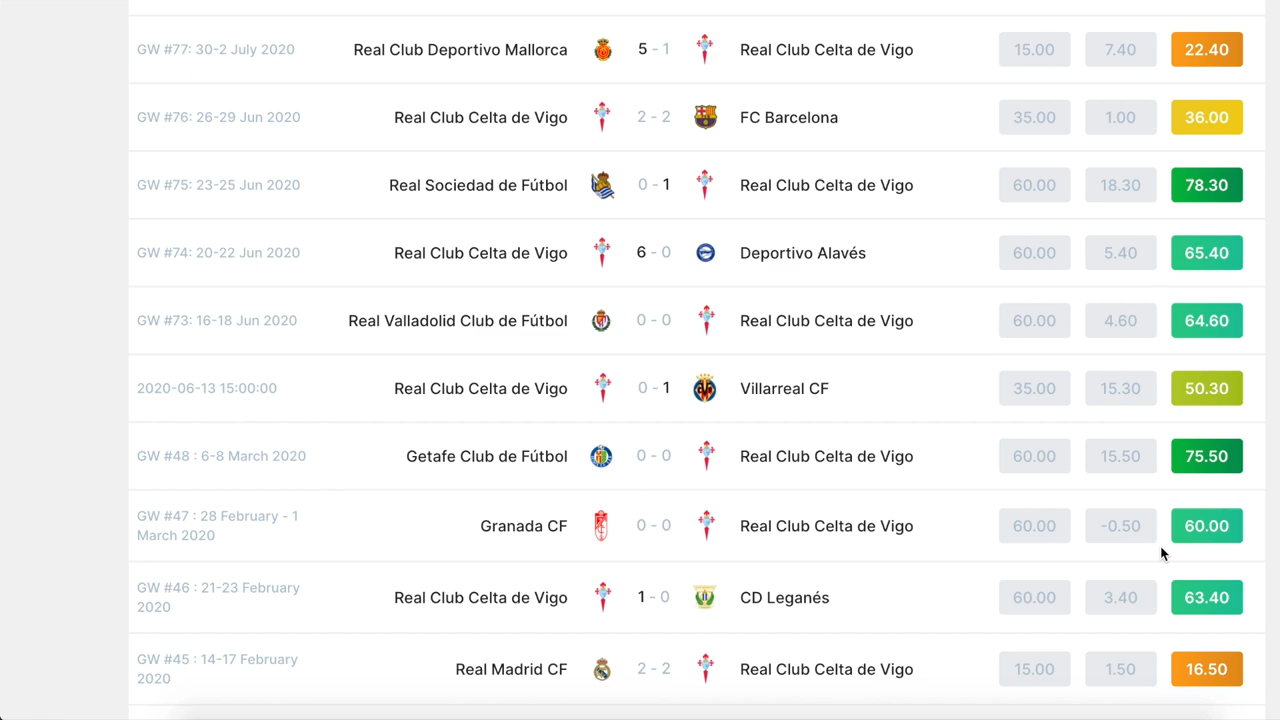 GW #77: 30-2 July 2020 Real Club Deportivo Mallorca 5 - 1 Real Club Celta de Vigo 15.00 7.40 22.40
GW #76: 26-29 Jun 2020 Real Club Celta de Vigo 2 - 2 FC Barcelona 35.00 1.00 36.00
GW #75: 23-25 Jun 2020 Real Sociedad de Fútbol 0 - 1 Real Club Celta de Vigo 60.00 18.30 78.30
GW #74: 20-22 Jun 2020 Real Club Celta de Vigo 6 - 0 Deportivo Alavés 60.00 5.40 65.40
GW #73: 16-18 Jun 2020 Real Valladolid Club de Fútbol 0 - 0 Real Club Celta de Vigo 60.00 4.60 64.60
2020-06-13 15:00:00 Real Club Celta de Vigo 0 - 1 Villarreal CF 35.00 15.30 50.30
GW #48 : 6-8 March 2020 Getafe Club de Fútbol 0 - 0 Real Club Celta de Vigo 60.00 15.50 75.50
GW #47 : 28 February - 1
March 2020 Granada CF 0 - 0 Real Club Celta de Vigo 60.00 -0.50 60.00
GW #46 : 21-23 February
2020 Real Club Celta de Vigo 1 - 0 CD Leganés 60.00 3.40 63.40
GW #45 : 14-17 February
2020 Real Madrid CF 2 - 2 Real Club Celta de Vigo 15.00 1.50 16.50